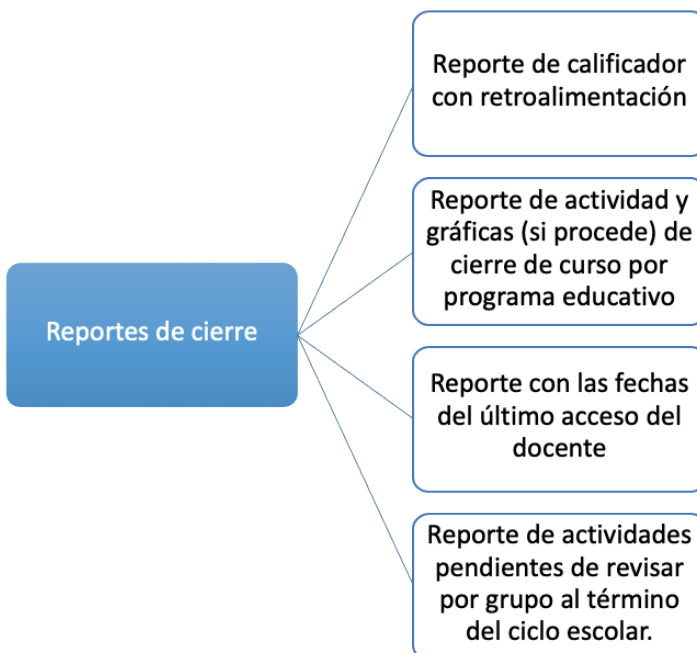 Reportes de cierre
Reporte de calificador
con retroalimentación
Reporte de actividad y
gráficas (si procede) de
cierre de curso por
programa educativo
Reporte con las fechas
del último acceso del
docente
Reporte de actividades
pendientes de revisar
por grupo al término
del ciclo escolar.